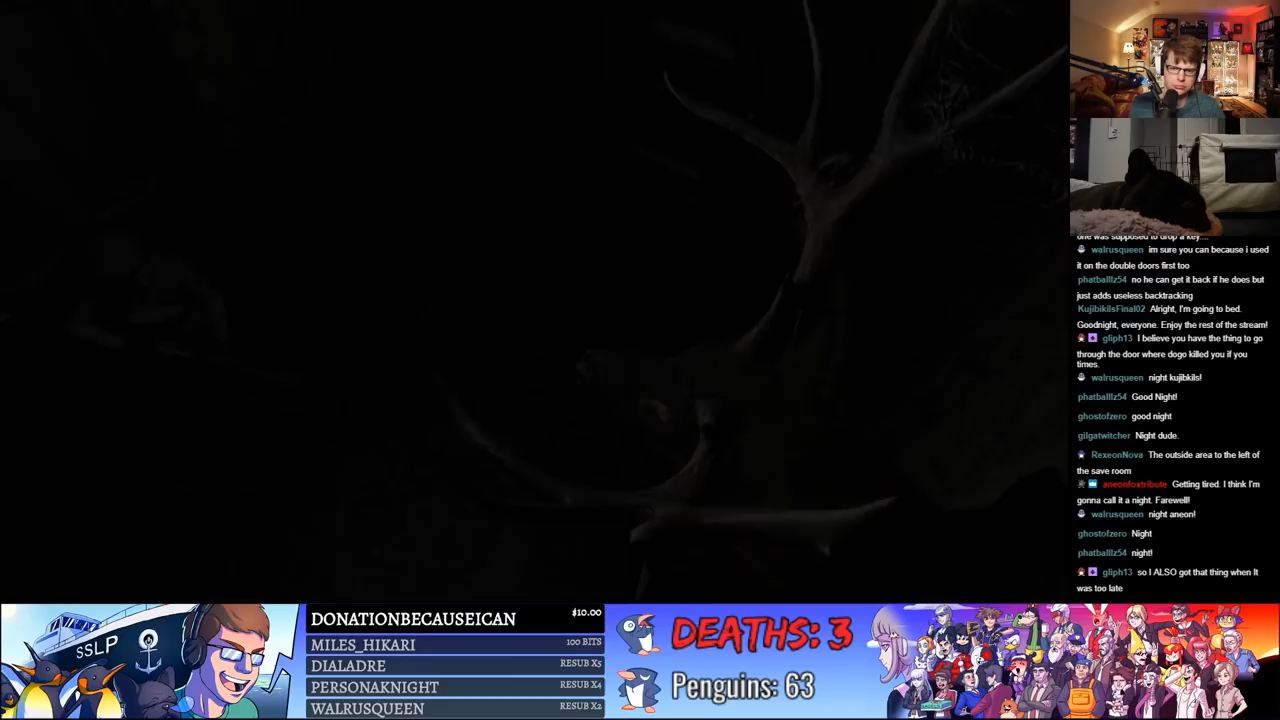 one was supposed to drop a key....
walrusqueen im sure you can because i used
it on the double doors first too
phatballlz54 no he can get it back if he does but
just adds useless backtracking
KujibikilsFinal02 Alright, I'm going to bed.
Goodnight, everyone. Enjoy the rest of the stream!
gliph13 I believe you have the thing to go
through the door where dogo killed you if you
times.
walrusqueen night kujibkils!
phatballlz54 Good Night!
ghostofzero good night
gilgatwitcher Night dude.
RexeonNova The outside area to the left of
the save room
aneonfoxtribute Getting tired. I think I'm
gonna call it a night. Farewell!
walrusqueen night aneon!
ghostofzero Night
phatballlz54 night!
gliph13 so I ALSO got that thing when It
was too late
SSLP
DONATIONBECAUSEICAN $10.00
MILES_HIKARI 100 BITS
DIALADRE RESUB X5
PERSONAKNIGHT RESUB X4
WALRUSQUEEN RESUB X2
DEATHS: 3
Penguins: 63